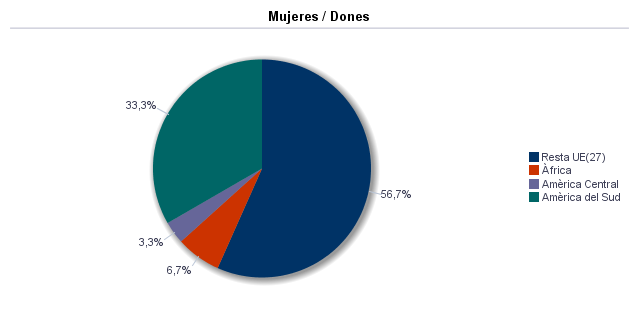 Mujeres / Dones
33,3%
56,7%
3,3%
6,7%
Resta UE(27)
Àfrica
Amèrica Central
Amèrica del Sud